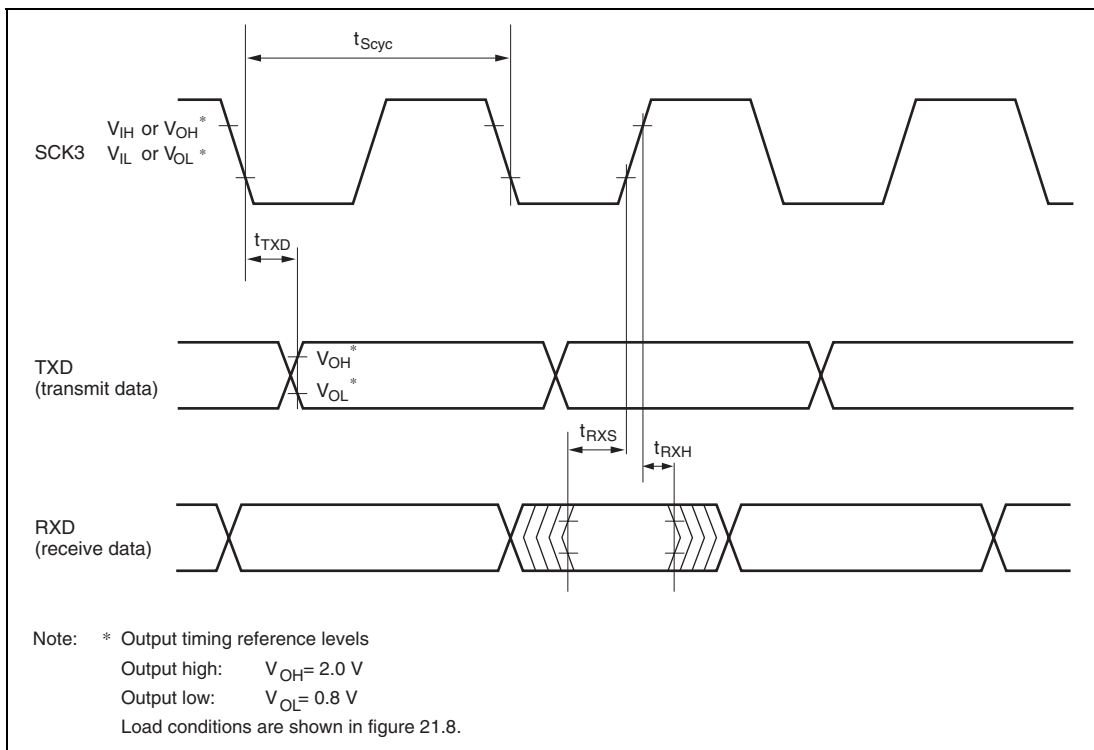 tScyc
VIH or VOH*
SCK3
VIL or VOL *
tTXD
TXD
(transmit data)
VOH*
VOL*
tRXS
tRXH
RXD
(receive data)
Note: * Output timing reference levels
Output high: VOH= 2.0 V
Output low: VOL= 0.8 V
Load conditions are shown in figure 21.8.